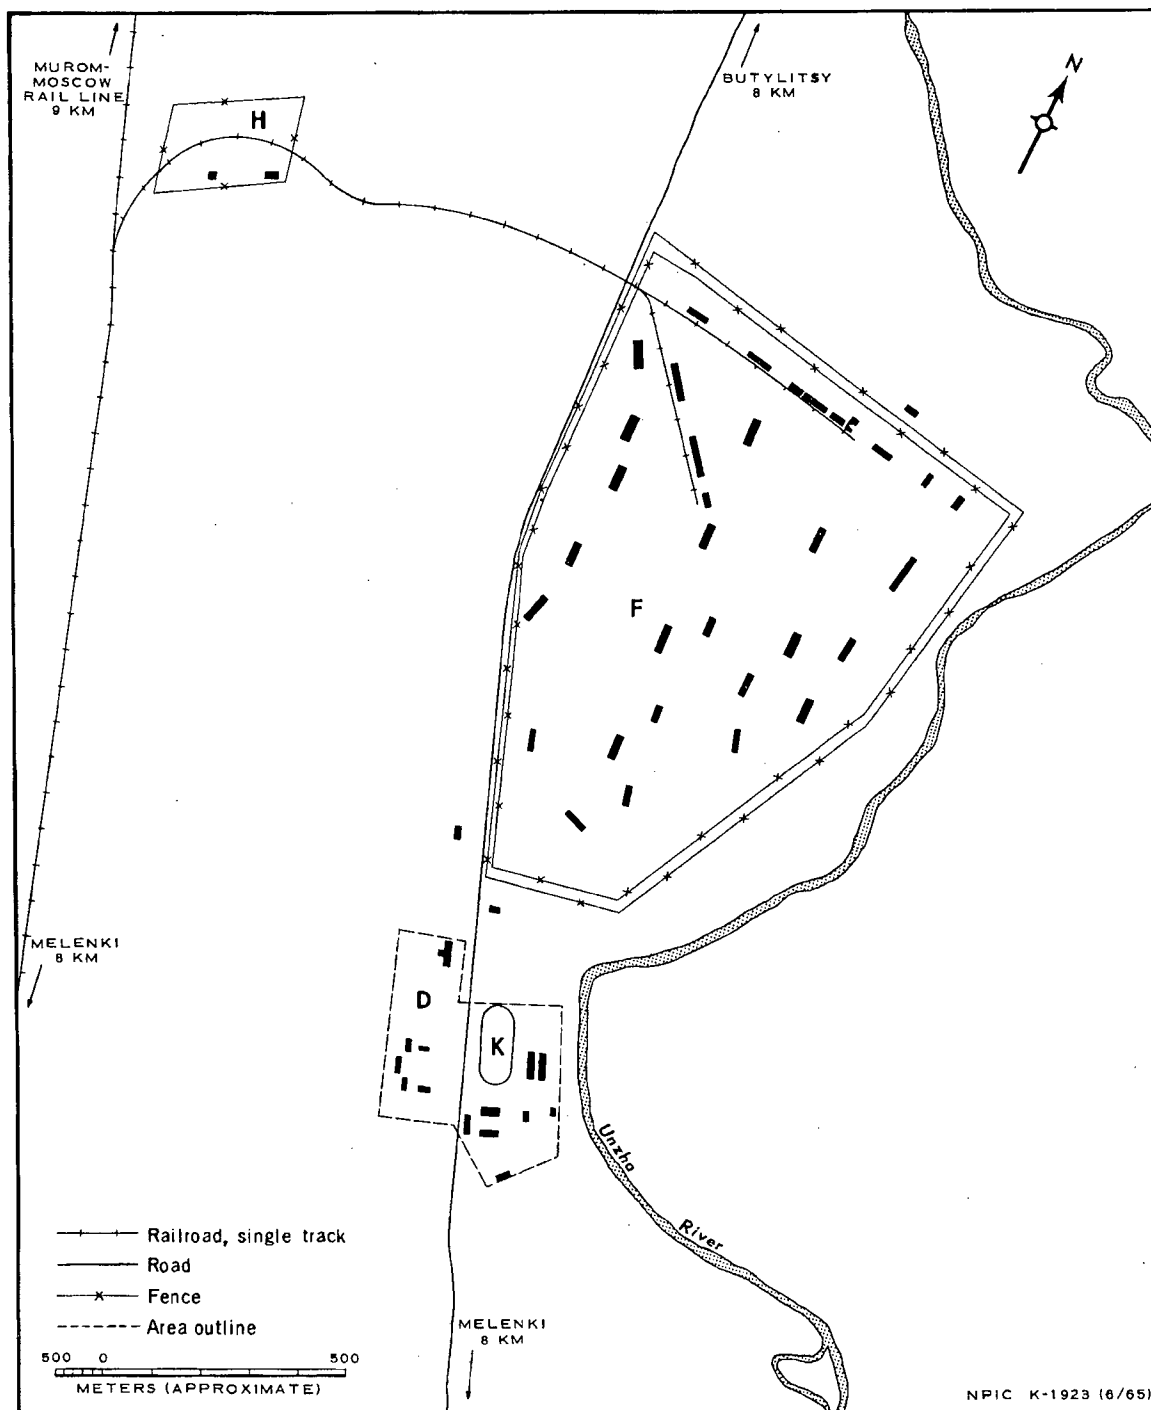 MUROM-
MOSCOW
RAIL LINE
9 KM
BUTYLITSY
8 KM
N
H
E
F
MELENKI
8 KM
D
K
Unzha
River
Railroad, single track
Road
Fence
Area outline
500 0 500
METERS (APPROXIMATE)
MELENKI
8 KM
NPIC K-1923 (6/65)